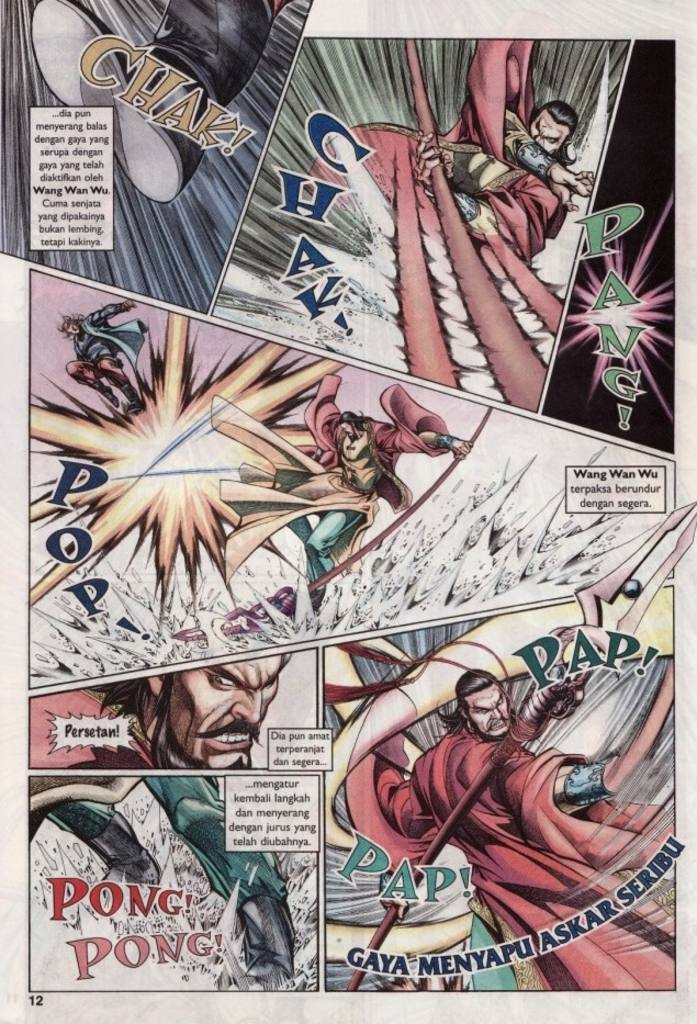 CHAK!
...dia pun
menyerang balas
dengan gaya yang
serupa dengan
gaya yang telah
diaktifkan oleh
Wang Wan Wu.
Cuma senjata
yang dipakainya
bukan lembing,
tetapi kakinya.
CHAK!
PANG!
POP!
Wang Wan Wu
terpaksa berundur
dengan segera.
Persetan!
Dia pun amat
terperanjat
dan segera...
...mengatur
kembali langkah
dan menyerang
dengan jurus yang
telah diubahnya.
PONG!
PONG!
PAP!
PAP!
GAYA MENYAPU ASKAR SERIBU
12